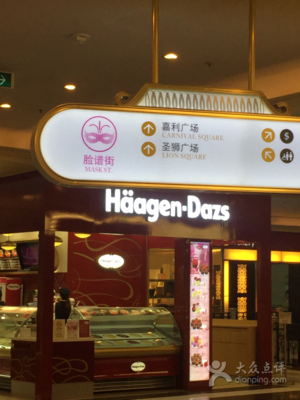 嘉利广场
CARNIVAL SQUARE
圣狮广场
LION SQUARE
脸谱街
MASK ST.
$
Häagen-Dazs
大众点评
dianping.com